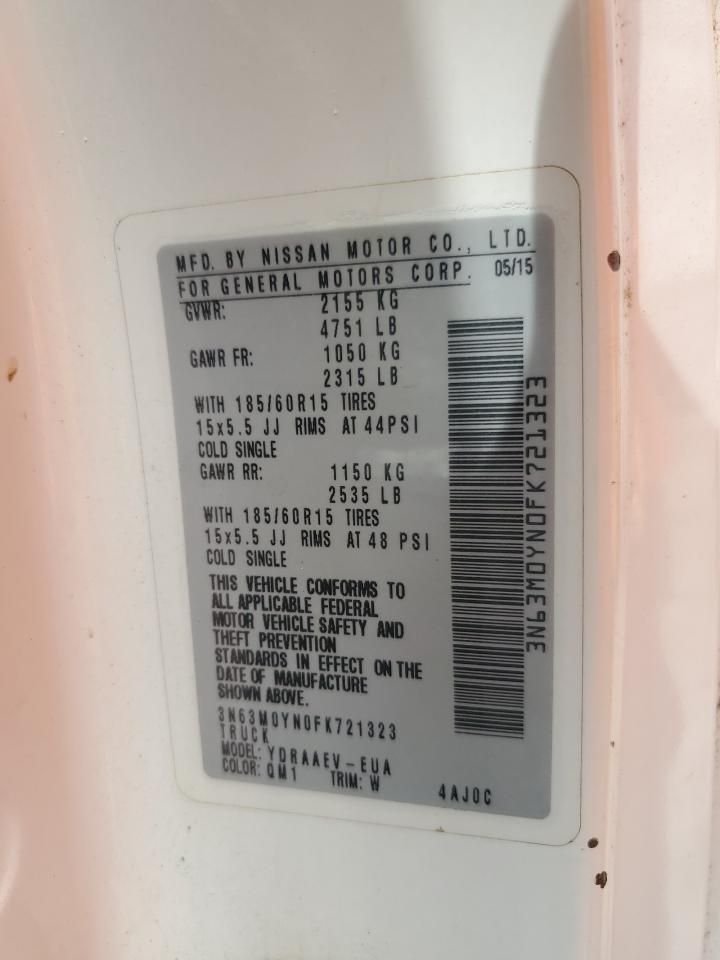 MFD. BY NISSAN MOTOR CO., LTD.
FOR GENERAL MOTORS CORP. 05/15
GVWR: 2155 KG
4751 LB
GAWR FR: 1050 KG
2315 LB
WITH 185/60R15 TIRES
15x5.5 JJ RIMS AT 44PSI
COLD SINGLE
GAWR RR: 1150 KG
2535 LB
WITH 185/60R15 TIRES
15x5.5 JJ RIMS AT 48 PSI
COLD SINGLE
THIS VEHICLE CONFORMS TO
ALL APPLICABLE FEDERAL
MOTOR VEHICLE SAFETY AND
THEFT PREVENTION
STANDARDS IN EFFECT ON THE
DATE OF MANUFACTURE
SHOWN ABOVE.
3N63M0YN0FK721323
TRUCK
MODEL: YDRAAEV-EUA
COLOR: QM1 TRIM: W 4AJ0C
3N63M0YN0FK721323